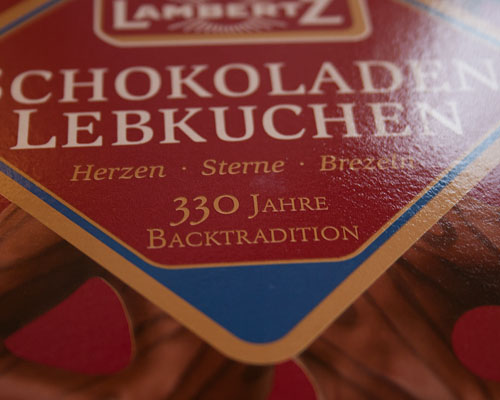 LAMBERTZ
SCHOKOLADEN
LEBKUCHEN
Herzen · Sterne · Brezeln
330 JAHRE
BACKTRADITION